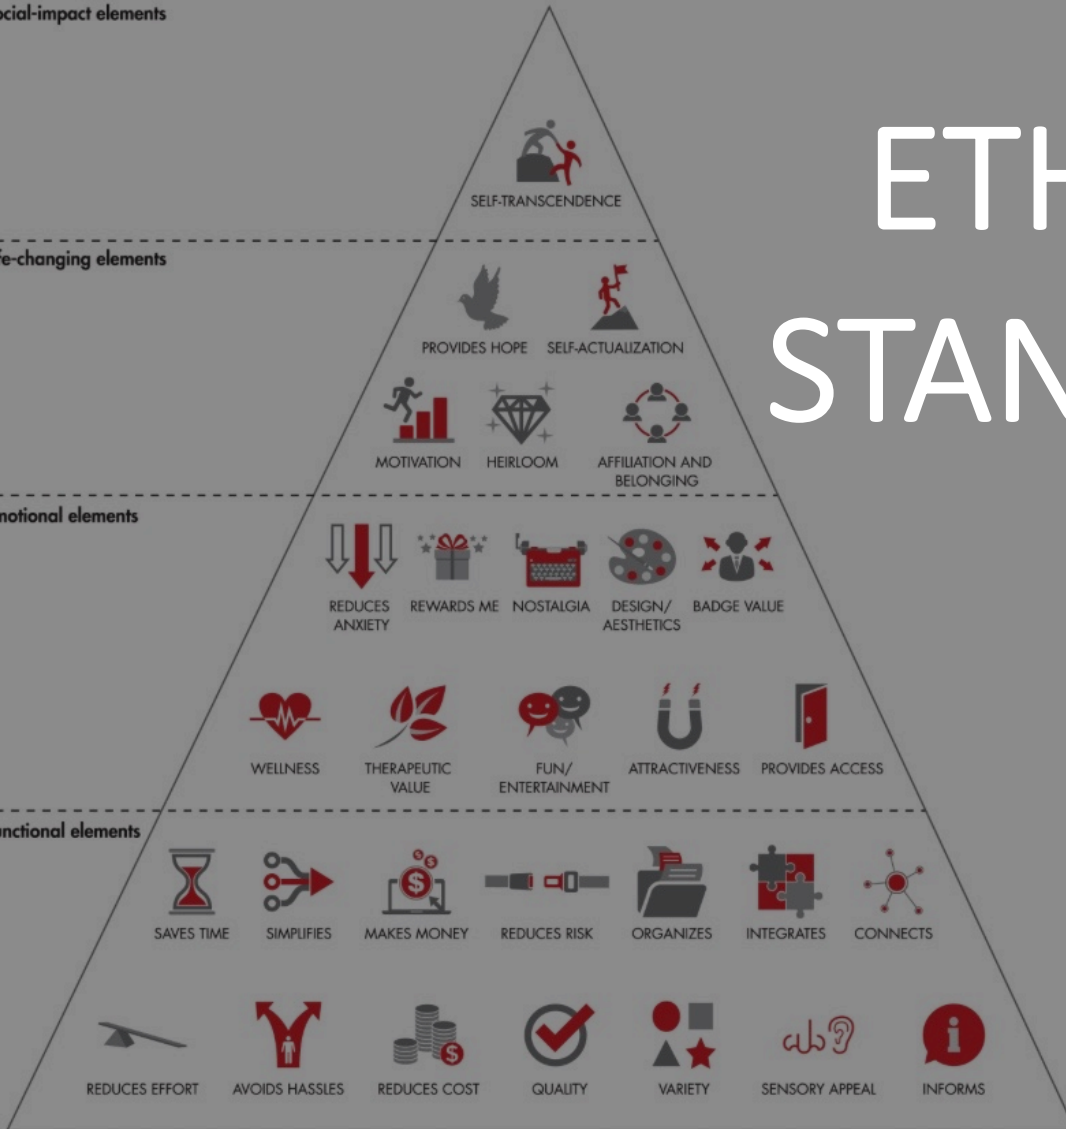 ocial-impact elements
ETH
SELF-TRANSCENDENCE
fe-changing elements
STAN
PROVIDES HOPE SELF-ACTUALIZATION
MOTIVATION HEIRLOOM AFFILIATION AND
BELONGING
motional elements
REDUCES REWARDS ME NOSTALGIA DESIGN/ BADGE VALUE
ANXIETY AESTHETICS
WELLNESS THERAPEUTIC FUN/ ATTRACTIVENESS PROVIDES ACCESS
VALUE ENTERTAINMENT
unctional elements
SAVES TIME SIMPLIFIES MAKES MONEY REDUCES RISK ORGANIZES INTEGRATES CONNECTS
REDUCES EFFORT AVOIDS HASSLES REDUCES COST QUALITY VARIETY SENSORY APPEAL INFORMS